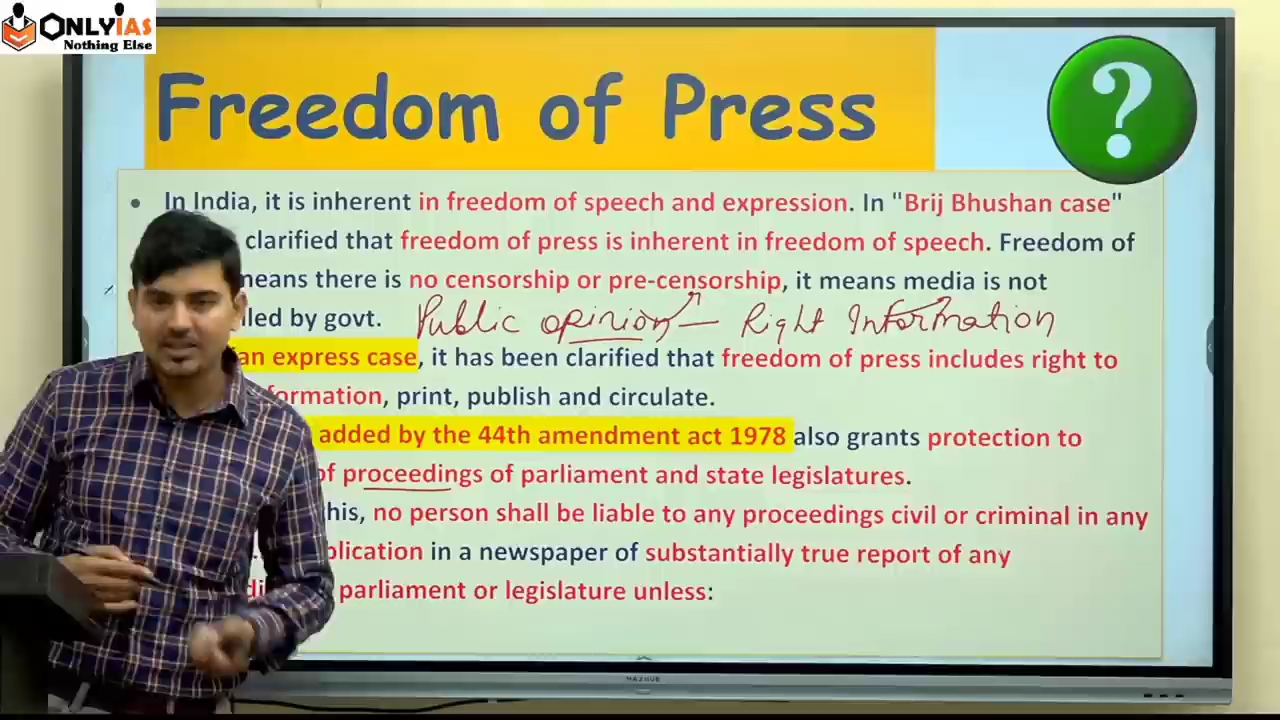 ONLYIAS
Nothing Else
Freedom of Press
?
• In India, it is inherent in freedom of speech and expression. In "Brij Bhushan case"
clarified that freedom of press is inherent in freedom of speech. Freedom of
means there is no censorship or pre-censorship, it means media is not
lled by govt. Public opinion — Right Information
an express case, it has been clarified that freedom of press includes right to
formation, print, publish and circulate.
added by the 44th amendment act 1978 also grants protection to
of proceedings of parliament and state legislatures.
his, no person shall be liable to any proceedings civil or criminal in any
blication in a newspaper of substantially true report of any
parliament or legislature unless:
MAXHUB